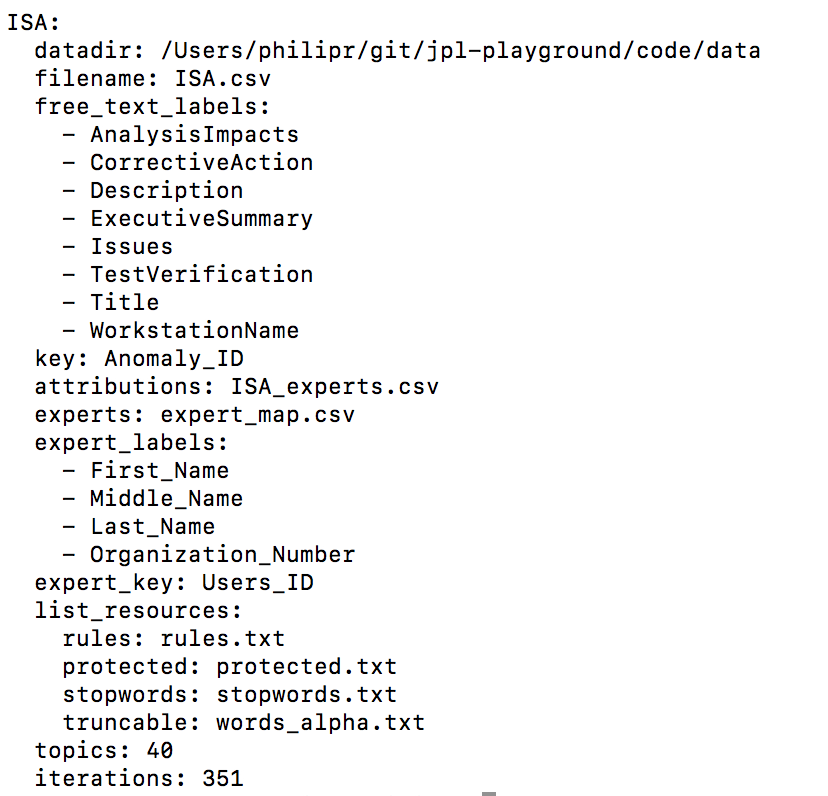 ISA:
  datadir: /Users/philipr/git/jpl-playground/code/data
  filename: ISA.csv
  free_text_labels:
    - AnalysisImpacts
    - CorrectiveAction
    - Description
    - ExecutiveSummary
    - Issues
    - TestVerification
    - Title
    - WorkstationName
  key: Anomaly_ID
  attributions: ISA_experts.csv
  experts: expert_map.csv
  expert_labels:
    - First_Name
    - Middle_Name
    - Last_Name
    - Organization_Number
  expert_key: Users_ID
  list_resources:
    rules: rules.txt
    protected: protected.txt
    stopwords: stopwords.txt
    truncable: words_alpha.txt
  topics: 40
  iterations: 351